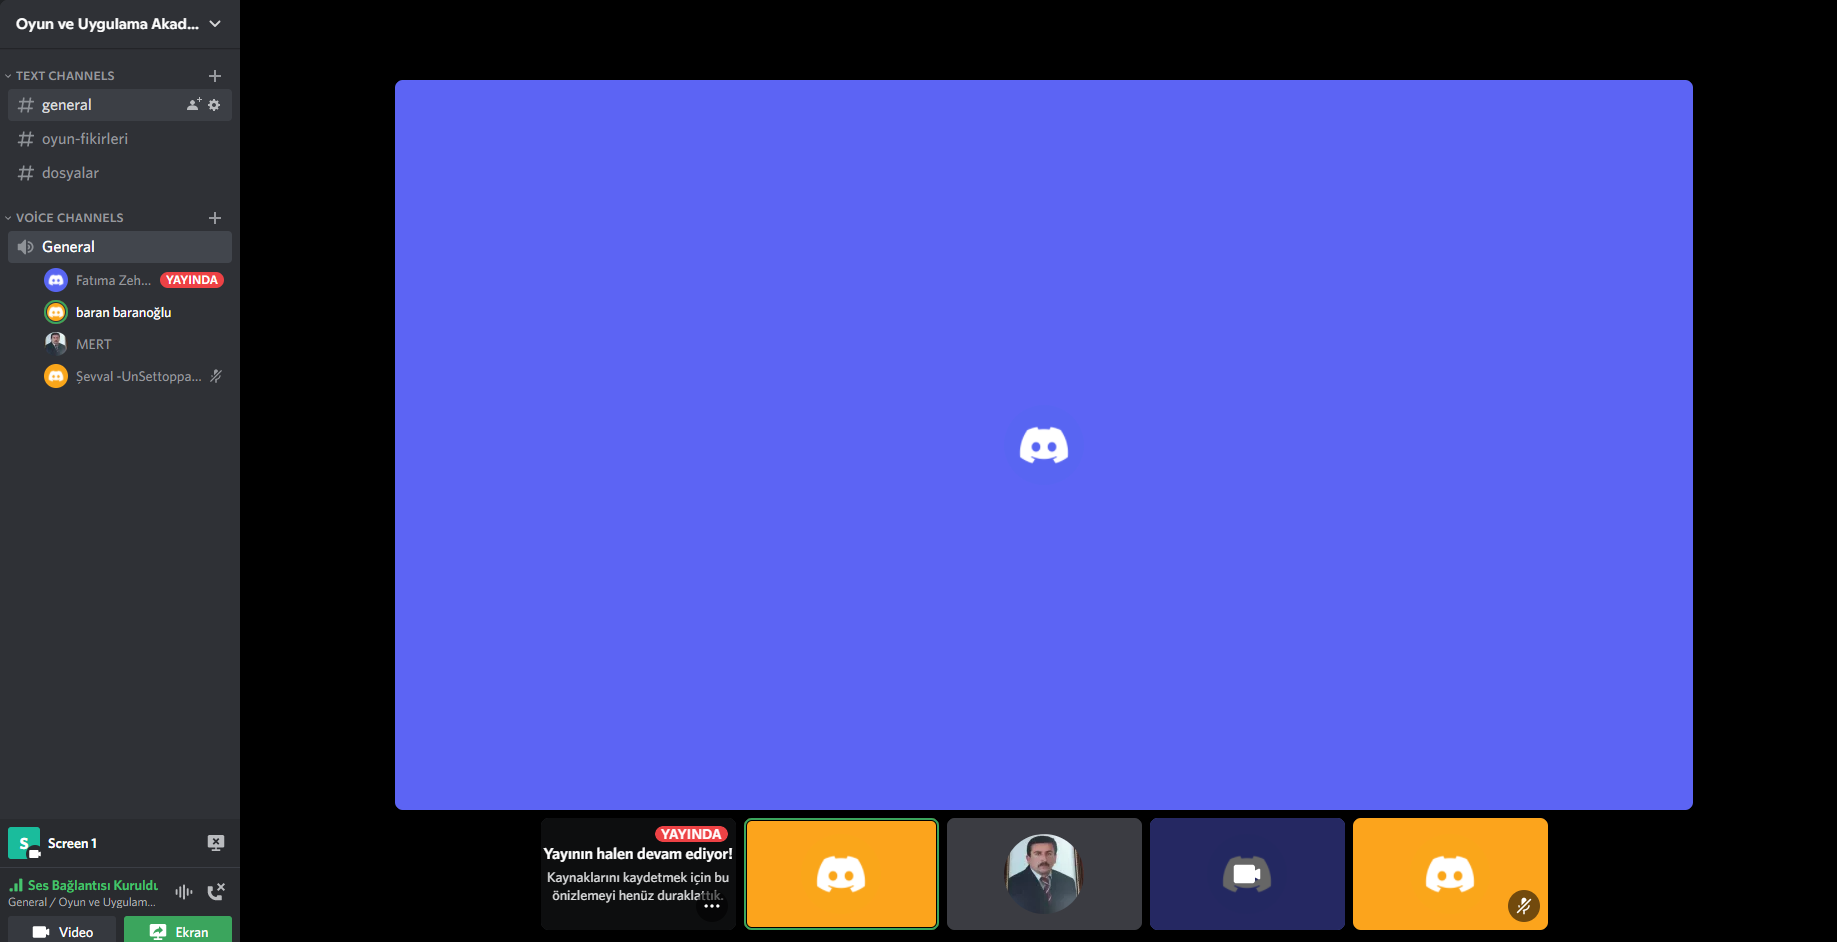 Oyun ve Uygulama Akad...
TEXT CHANNELS
general
oyun-fikirleri
dosyalar
VOİCE CHANNELS
General
Fatıma Zeh... YAYINDA
baran baranoğlu
MERT
Şevval -UnSettoppa...
S Screen 1
Ses Bağlantısı Kuruldu
General / Oyun ve Uygulam...
Video Ekran
YAYINDA
Yayının halen devam ediyor!
Kaynaklarını kaydetmek için bu
önizlemeyi henüz duraklattık.